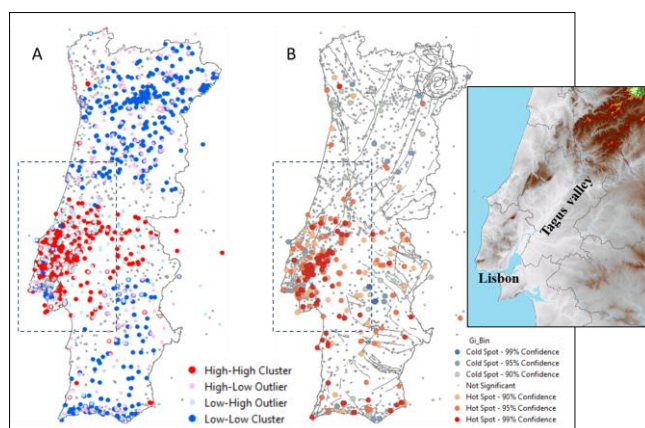 A
B
Tagus valley
Lisbon
High-High Cluster
High-Low Outlier
Low-High Outlier
Low-Low Cluster
Gi_Bin
Cold Spot - 99% Confidence
Cold Spot - 95% Confidence
Cold Spot - 90% Confidence
Not Significant
Hot Spot - 90% Confidence
Hot Spot - 95% Confidence
Hot Spot - 99% Confidence